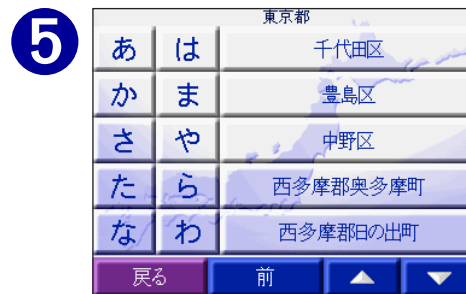 5
東京都
あ は 千代田区
か ま 豊島区
さ や 中野区
た ら 西多摩郡奥多摩町
な わ 西多摩郡日の出町
戻る 前